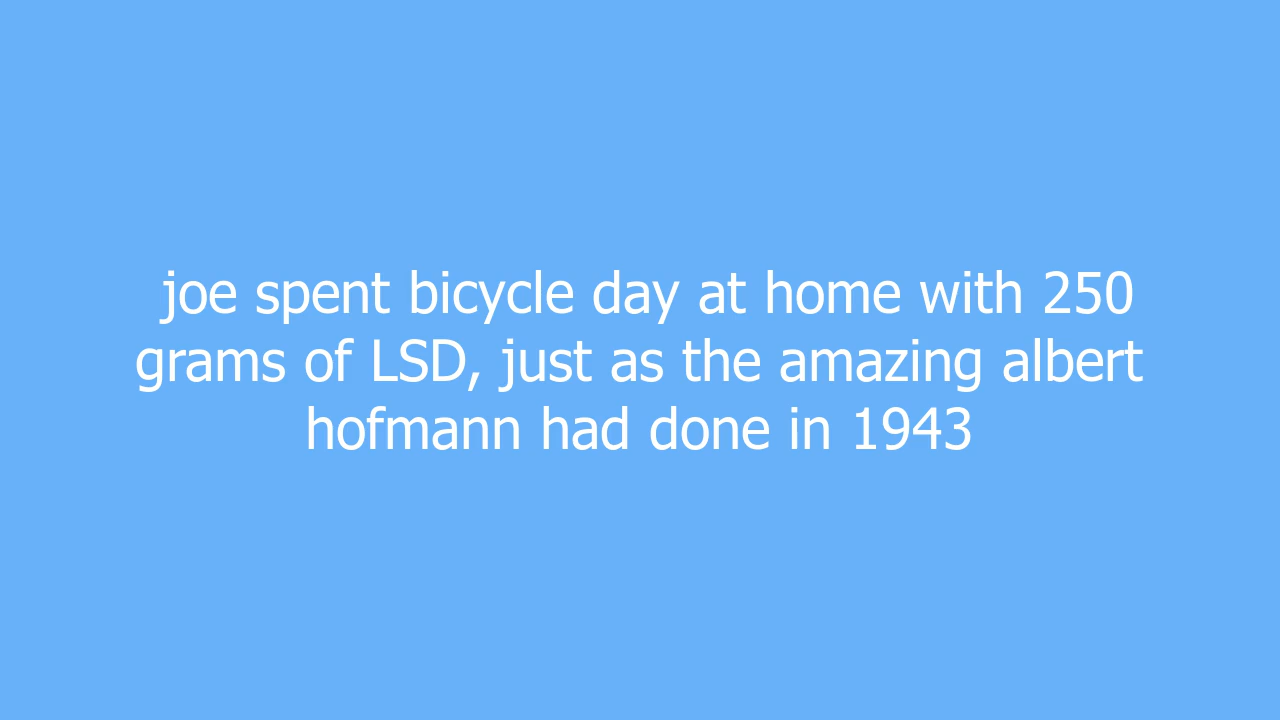 joe spent bicycle day at home with 250
grams of LSD, just as the amazing albert
hofmann had done in 1943